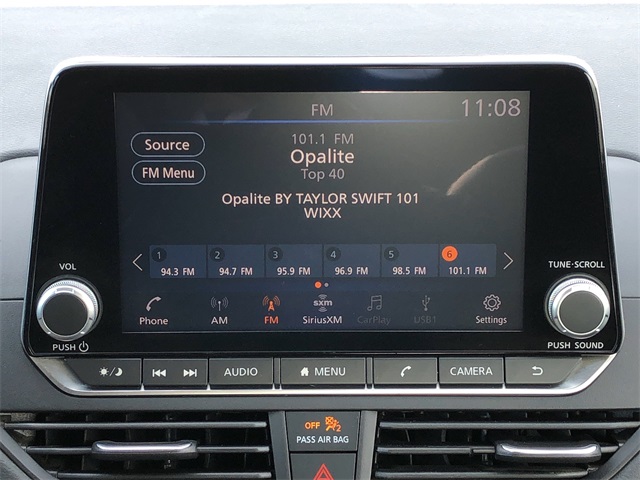 FM
11:08
Source
FM Menu
101.1 FM
Opalite
Top 40
Opalite BY TAYLOR SWIFT 101
WIXX
1 2 3 4 5 6
94.3 FM 94.7 FM 95.9 FM 96.9 FM 98.5 FM 101.1 FM
Phone AM FM sxm SiriusXM CarPlay USB1 Settings
VOL
PUSH
TUNE·SCROLL
PUSH SOUND
AUDIO MENU CAMERA
OFF 2
PASS AIR BAG